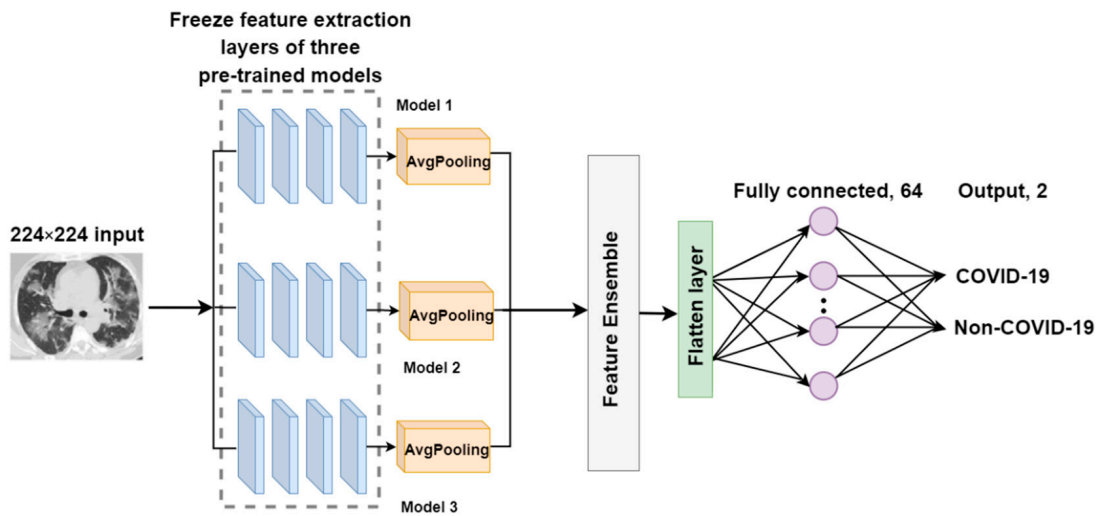 Freeze feature extraction
layers of three
pre-trained models
Model 1
AvgPooling
224×224 input
AvgPooling
Model 2
AvgPooling
Model 3
Feature Ensemble
Flatten layer
Fully connected, 64
Output, 2
COVID-19
Non-COVID-19